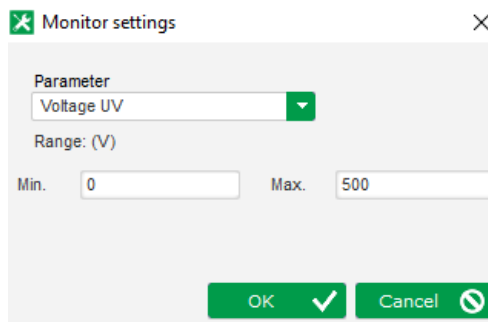 Monitor settings
Parameter
Voltage UV
Range: (V)
Min. 0 Max. 500
OK Cancel